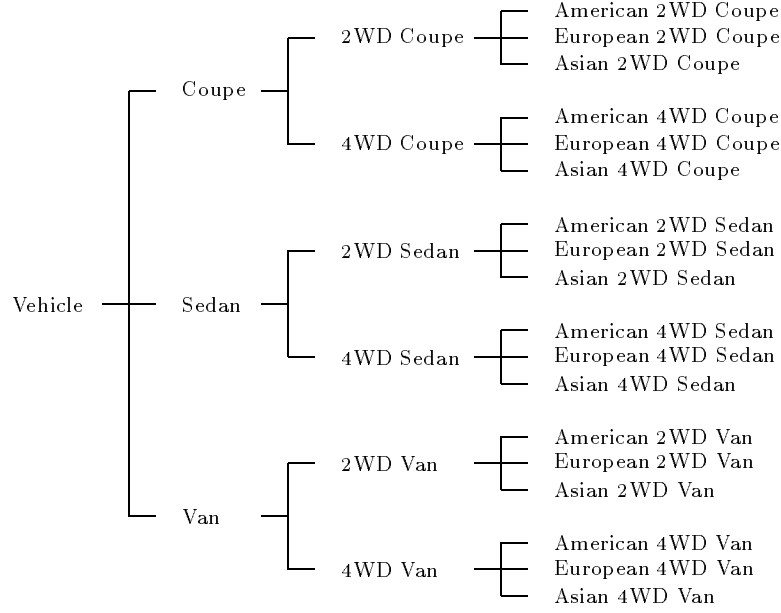 American 2WD Coupe
2WD Coupe
European 2WD Coupe
Asian 2WD Coupe
Coupe
American 4WD Coupe
4WD Coupe
European 4WD Coupe
Asian 4WD Coupe
American 2WD Sedan
2WD Sedan
European 2WD Sedan
Asian 2WD Sedan
Vehicle
Sedan
American 4WD Sedan
4WD Sedan
European 4WD Sedan
Asian 4WD Sedan
American 2WD Van
2WD Van
European 2WD Van
Asian 2WD Van
Van
American 4WD Van
4WD Van
European 4WD Van
Asian 4WD Van